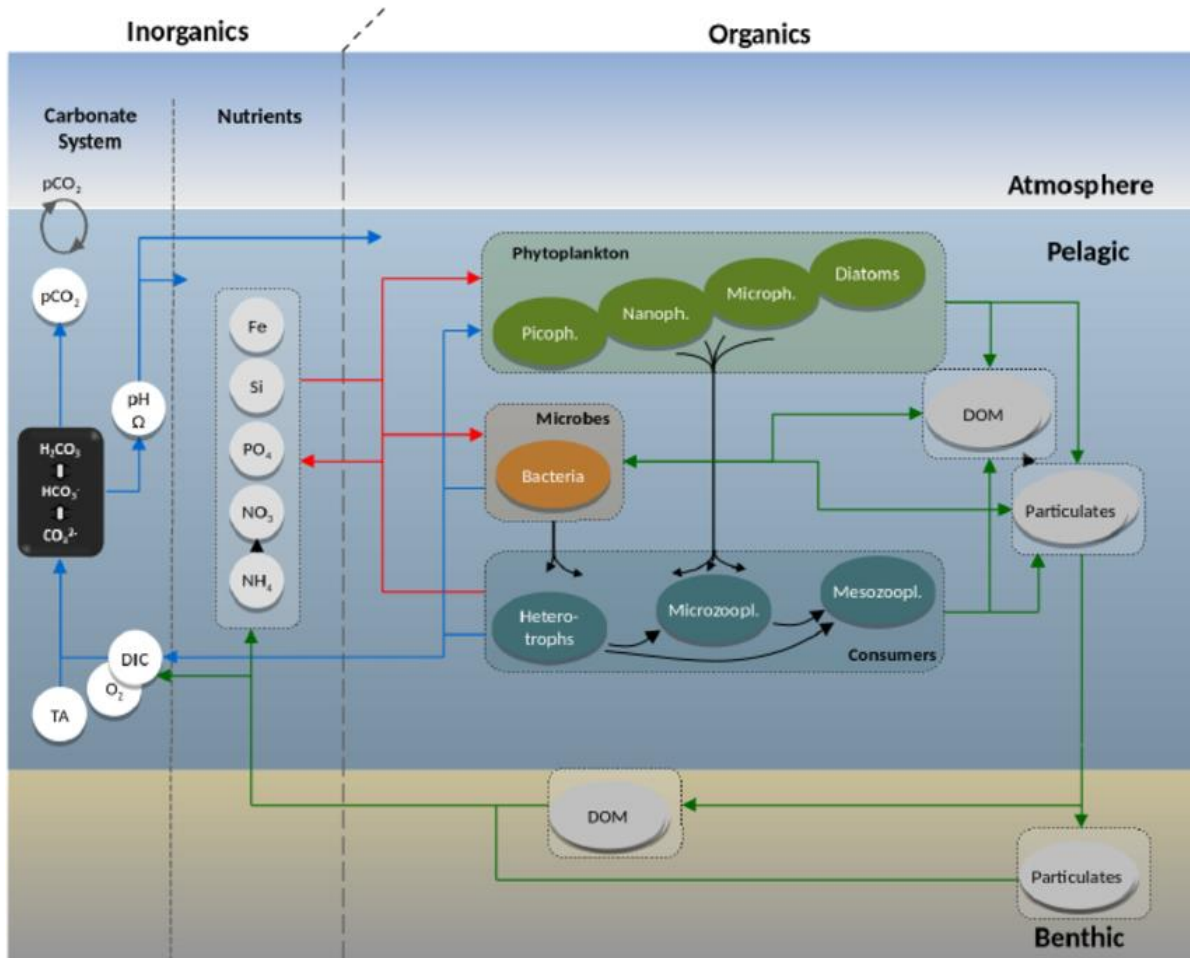 Inorganics
Organics
Carbonate
System
Nutrients
pCO₂
Atmosphere
Pelagic
pCO₂
pH
Ω
H₂CO₃
HCO₃⁻
CO₃²⁻
DIC
O₂
TA
Fe
Si
PO₄
NO₃
NH₄
Phytoplankton
Picoph.
Nanoph.
Microph.
Diatoms
Microbes
Bacteria
DOM
Particulates
Hetero-
trophs
Microzoopl.
Mesozoopl.
Consumers
DOM
Particulates
Benthic